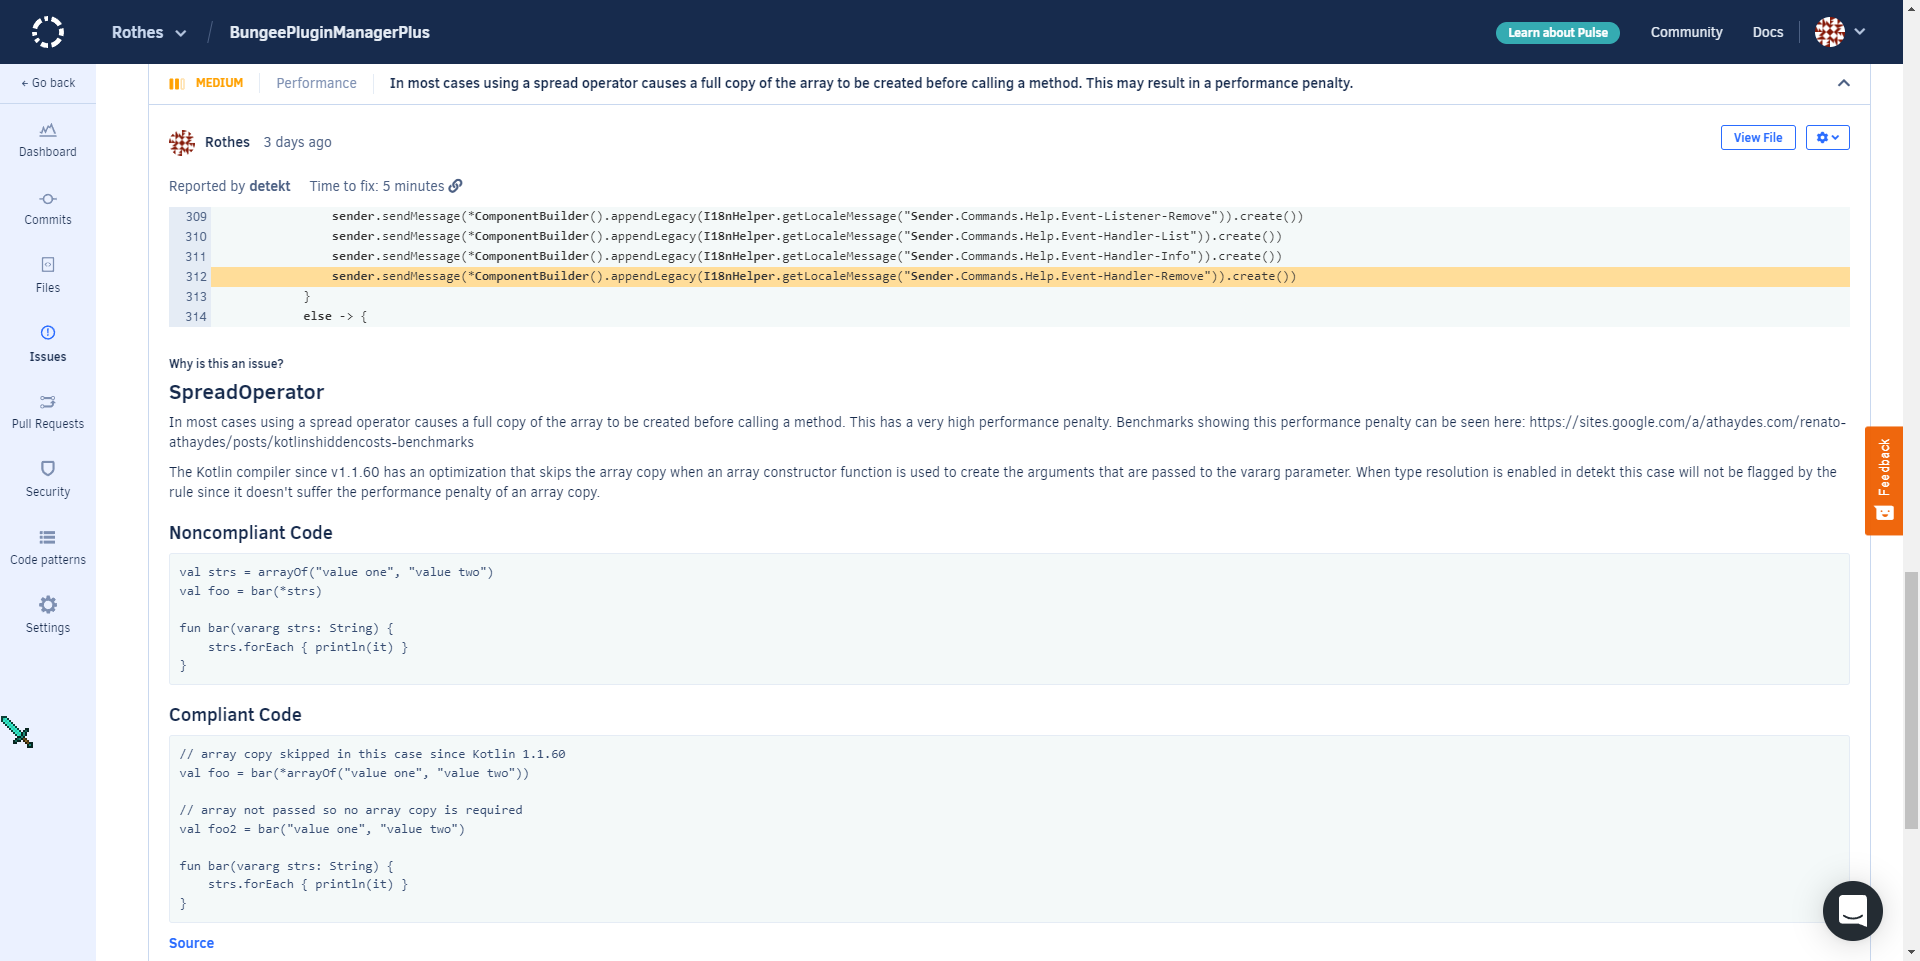 Rothes
BungeePluginManagerPlus
Learn about Pulse
Community
Docs
← Go back
Dashboard
Commits
Files
Issues
Pull Requests
Security
Code patterns
Settings
MEDIUM
Performance
In most cases using a spread operator causes a full copy of the array to be created before calling a method. This may result in a performance penalty.
Rothes 3 days ago
View File
Reported by detekt Time to fix: 5 minutes
309 sender.sendMessage(*ComponentBuilder().appendLegacy(I18nHelper.getLocaleMessage("Sender.Commands.Help.Event-Listener-Remove")).create())
310 sender.sendMessage(*ComponentBuilder().appendLegacy(I18nHelper.getLocaleMessage("Sender.Commands.Help.Event-Handler-List")).create())
311 sender.sendMessage(*ComponentBuilder().appendLegacy(I18nHelper.getLocaleMessage("Sender.Commands.Help.Event-Handler-Info")).create())
312 sender.sendMessage(*ComponentBuilder().appendLegacy(I18nHelper.getLocaleMessage("Sender.Commands.Help.Event-Handler-Remove")).create())
313 }
314 else -> {
Why is this an issue?
SpreadOperator
In most cases using a spread operator causes a full copy of the array to be created before calling a method. This has a very high performance penalty. Benchmarks showing this performance penalty can be seen here: https://sites.google.com/a/athaydes.com/renato-
athaydes/posts/kotlinshiddencosts-benchmarks
The Kotlin compiler since v1.1.60 has an optimization that skips the array copy when an array constructor function is used to create the arguments that are passed to the vararg parameter. When type resolution is enabled in detekt this case will not be flagged by the
rule since it doesn't suffer the performance penalty of an array copy.
Noncompliant Code
val strs = arrayOf("value one", "value two")
val foo = bar(*strs)
fun bar(vararg strs: String) {
strs.forEach { println(it) }
}
Compliant Code
// array copy skipped in this case since Kotlin 1.1.60
val foo = bar(*arrayOf("value one", "value two"))
// array not passed so no array copy is required
val foo2 = bar("value one", "value two")
fun bar(vararg strs: String) {
strs.forEach { println(it) }
}
Source
Feedback